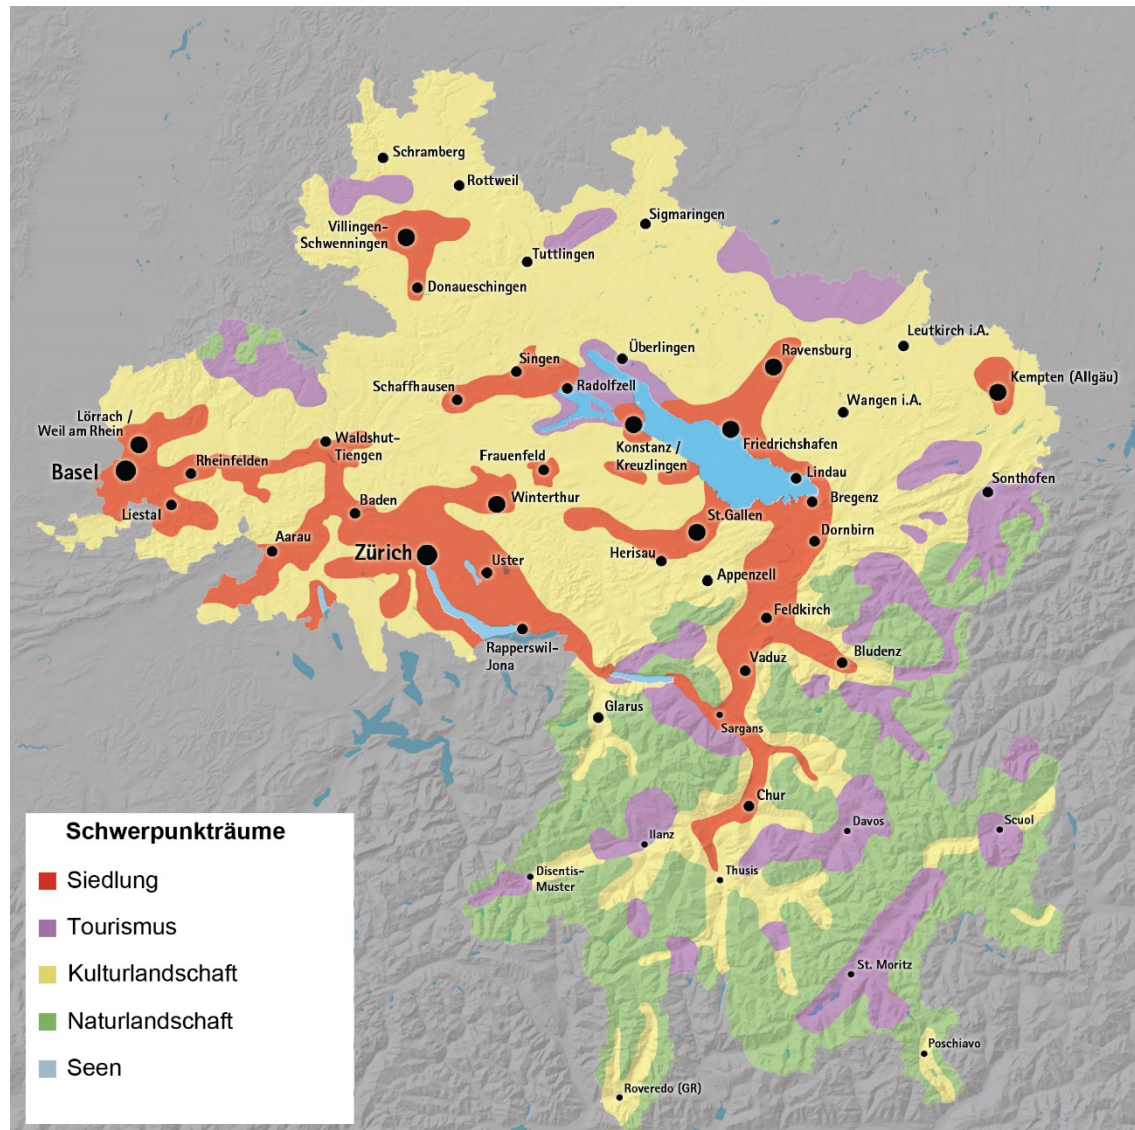 Schramberg
Rottweil
Sigmaringen
Villingen-
Schwenningen
Tuttlingen
Donaueschingen
Leutkirch i.A.
Überlingen
Ravensburg
Singen
Kempten (Allgäu)
Schaffhausen
Radolfzell
Wangen i.A.
Lörrach /
Weil am Rhein
Waldshut-
Tiengen
Friedrichshafen
Konstanz /
Kreuzlingen
Basel
Rheinfelden
Frauenfeld
Lindau
Sonthofen
Winterthur
Bregenz
Liestal
Baden
St.Gallen
Dornbirn
Aarau
Zürich
Uster
Herisau
Appenzell
Feldkirch
Rapperswil-
Jona
Bludenz
Vaduz
Glarus
Sargans
Chur
Ilanz
Davos
Scuol
Disentis-
Muster
Thusis
St. Moritz
Poschiavo
Roveredo (GR)
Schwerpunkträume
Siedlung
Tourismus
Kulturlandschaft
Naturlandschaft
Seen